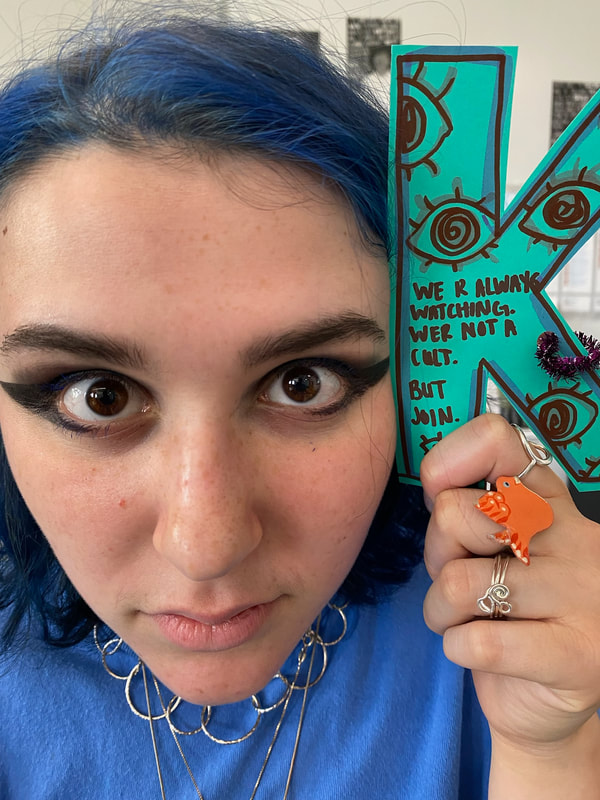 WE R ALWAYS
WATCHING.
WER NOT A
CULT.
BUT
JOIN.